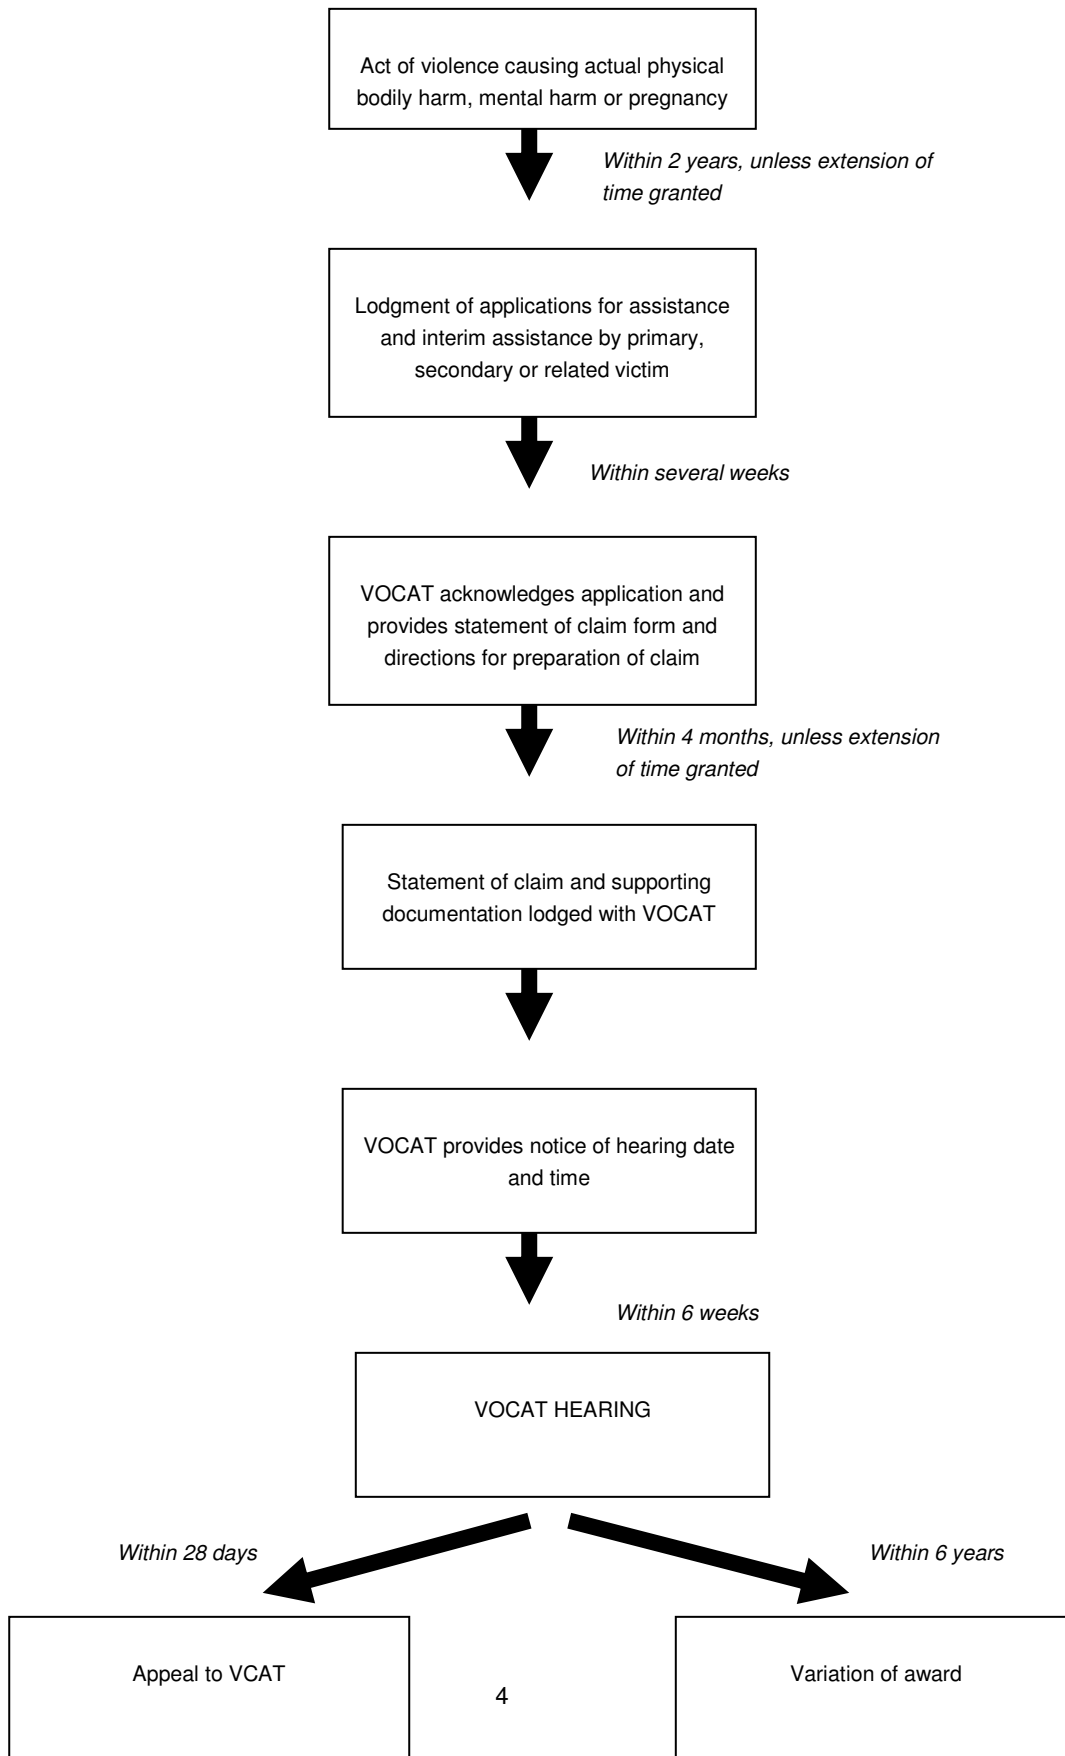 Act of violence causing actual physical
bodily harm, mental harm or pregnancy
Within 2 years, unless extension of
time granted
Lodgment of applications for assistance
and interim assistance by primary,
secondary or related victim
Within several weeks
VOCAT acknowledges application and
provides statement of claim form and
directions for preparation of claim
Within 4 months, unless extension
of time granted
Statement of claim and supporting
documentation lodged with VOCAT
VOCAT provides notice of hearing date
and time
Within 6 weeks
VOCAT HEARING
Within 28 days
Within 6 years
Appeal to VCAT
Variation of award
4